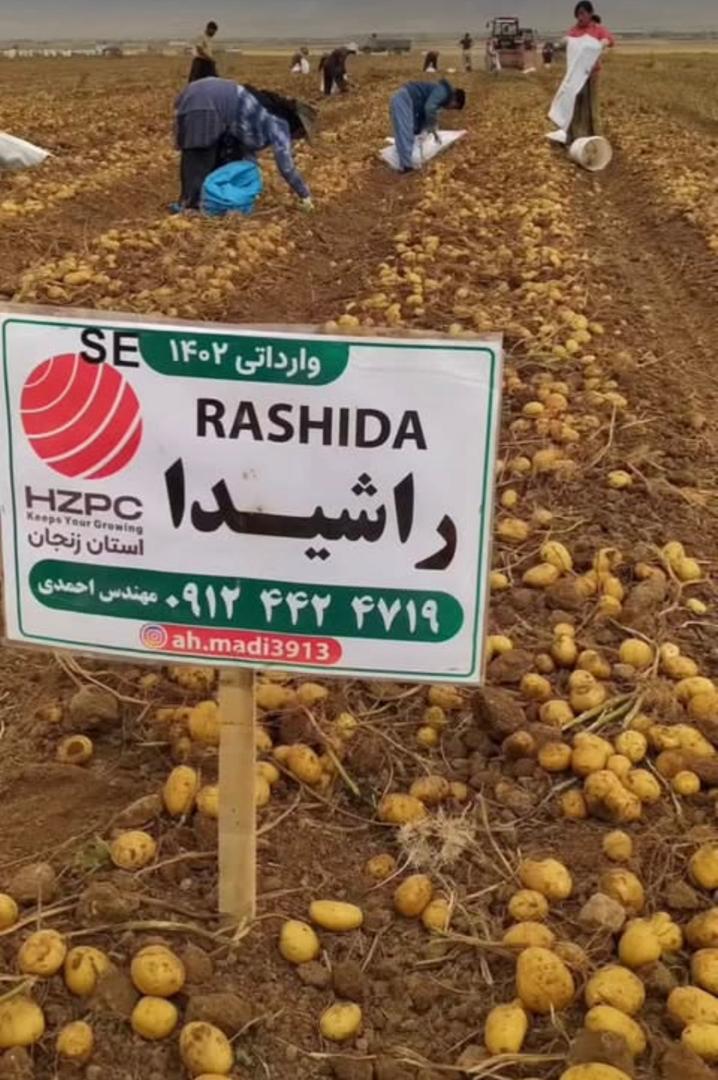 SE
وارداتی ۱۴۰۲
RASHIDA
راشیدا
HZPC
Keeps Your Growing
استان زنجان
۰۹۱۲ ۴۴۲ ۴۷۱۹ مهندس احمدی
ah.madi3913